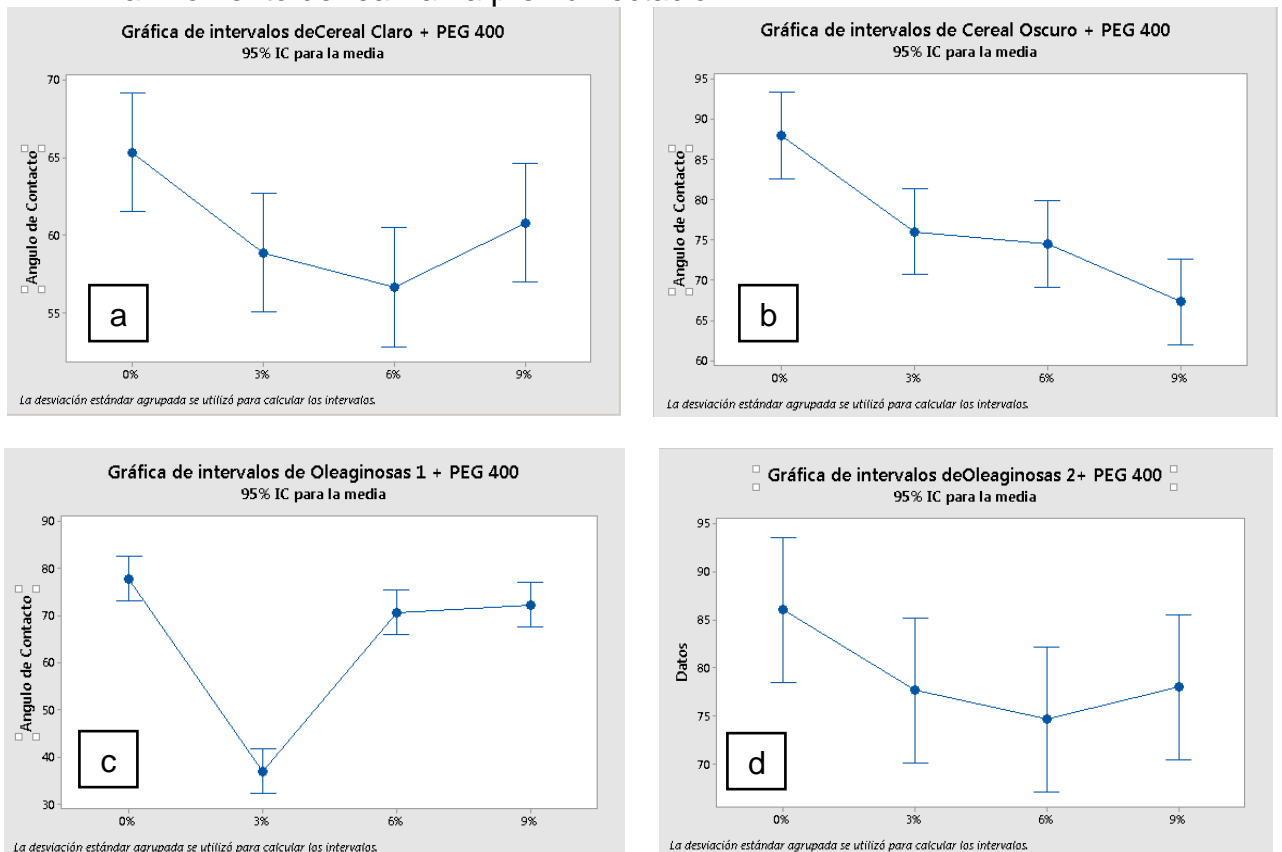 Gráfica de intervalos deCereal Claro + PEG 400
95% IC para la media
Angulo de Contacto
70
65
60
55
a
0% 3% 6% 9%
La desviación estándar agrupada se utilizó para calcular los intervalos.
Gráfica de intervalos de Cereal Oscuro + PEG 400
95% IC para la media
Angulo de Contacto
95
90
85
80
75
70
65
60
b
0% 3% 6% 9%
La desviación estándar agrupada se utilizó para calcular los intervalos.
Gráfica de intervalos de Oleaginosas 1 + PEG 400
95% IC para la media
Angulo de Contacto
90
80
70
60
50
40
30
c
0% 3% 6% 9%
La desviación estándar agrupada se utilizó para calcular los intervalos.
Gráfica de intervalos deOleaginosas 2+ PEG 400
95% IC para la media
Datos
95
90
85
80
75
70
d
0% 3% 6% 9%
La desviación estándar agrupada se utilizó para calcular los intervalos.